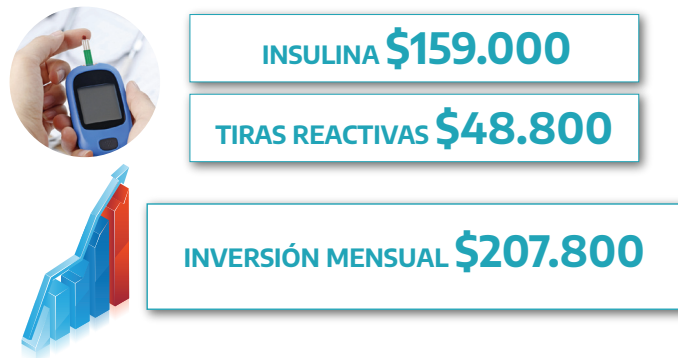 INSULINA $159.000
TIRAS REACTIVAS $48.800
INVERSIÓN MENSUAL $207.800